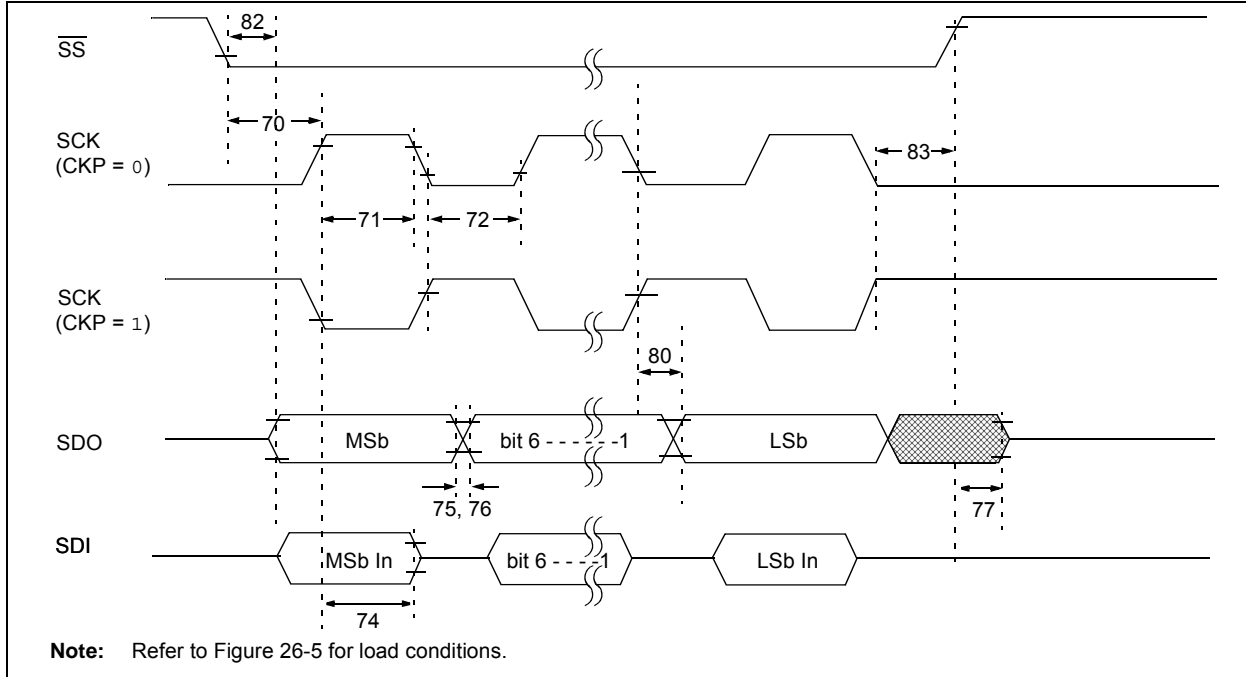 82
SS
70
SCK
(CKP = 0)
83
71
72
SCK
(CKP = 1)
80
SDO
MSb
bit 6 - - - - - -1
LSb
75, 76
77
SDI
MSb In
bit 6 - - - -1
LSb In
74
Note: Refer to Figure 26-5 for load conditions.